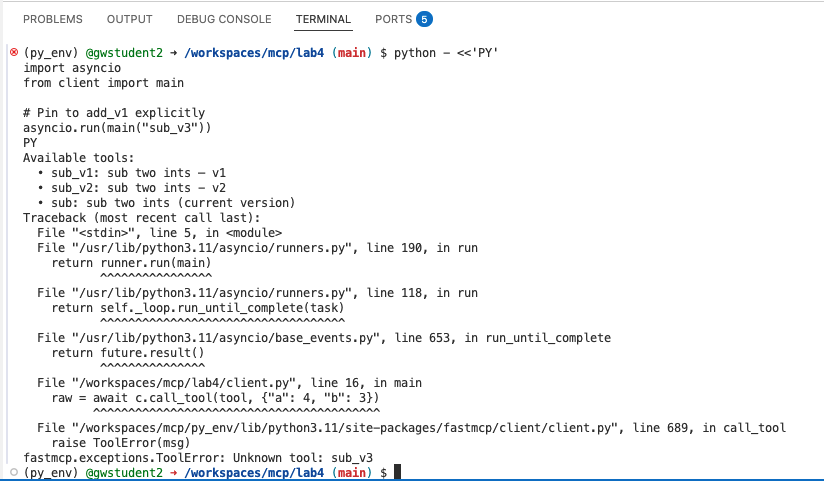 PROBLEMS OUTPUT DEBUG CONSOLE TERMINAL PORTS 5
(py_env) @gwstudent2 ➜ /workspaces/mcp/lab4 (main) $ python - <<'PY'
import asyncio
from client import main

# Pin to add_v1 explicitly
asyncio.run(main("sub_v3"))
PY
Available tools:
  • sub_v1: sub two ints – v1
  • sub_v2: sub two ints – v2
  • sub: sub two ints (current version)
Traceback (most recent call last):
  File "<stdin>", line 5, in <module>
  File "/usr/lib/python3.11/asyncio/runners.py", line 190, in run
    return runner.run(main)
           ^^^^^^^^^^^^^^^^
  File "/usr/lib/python3.11/asyncio/runners.py", line 118, in run
    return self._loop.run_until_complete(task)
           ^^^^^^^^^^^^^^^^^^^^^^^^^^^^^^^^^^^
  File "/usr/lib/python3.11/asyncio/base_events.py", line 653, in run_until_complete
    return future.result()
           ^^^^^^^^^^^^^^^
  File "/workspaces/mcp/lab4/client.py", line 16, in main
    raw = await c.call_tool(tool, {"a": 4, "b": 3})
          ^^^^^^^^^^^^^^^^^^^^^^^^^^^^^^^^^^^^^^^^^
  File "/workspaces/mcp/py_env/lib/python3.11/site-packages/fastmcp/client/client.py", line 689, in call_tool
    raise ToolError(msg)
fastmcp.exceptions.ToolError: Unknown tool: sub_v3
(py_env) @gwstudent2 ➜ /workspaces/mcp/lab4 (main) $